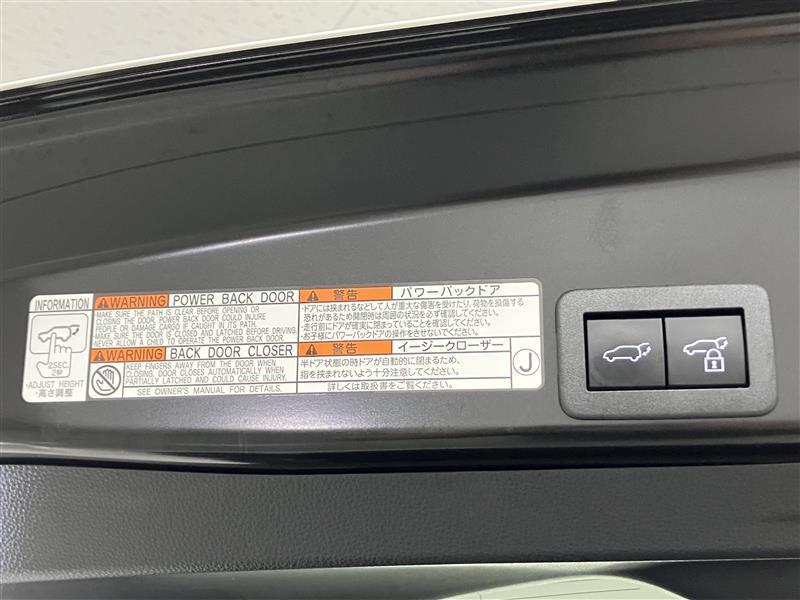 INFORMATION
2SEC.
2秒
·ADJUST HEIGHT
·高さ調整
WARNING POWER BACK DOOR
MAKE SURE THE PATH IS CLEAR BEFORE OPENING OR
CLOSING THE DOOR. POWER BACK DOOR COULD INJURE
PEOPLE OR DAMAGE CARGO IF CAUGHT IN ITS PATH.
MAKE SURE THE DOOR IS CLOSED AND LATCHED BEFORE DRIVING.
NEVER ALLOW A CHILD TO OPERATE THE POWER BACK DOOR.
WARNING BACK DOOR CLOSER
KEEP FINGERS AWAY FROM THE DOOR WHEN
CLOSING. DOOR CLOSES AUTOMATICALLY WHEN
PARTIALLY LATCHED AND COULD CAUSE INJURY.
SEE OWNER'S MANUAL FOR DETAILS.
警告 パワーバックドア
·ドアには挟まれるなどして人が重大な傷害を受けたり、荷物を損傷する
恐れがあるため開閉時は周囲の状況を必ず確認してください。
·走行前にドアが確実に閉まっていることを確認してください。
·お子様にパワーバックドアの操作をさせないでください。
警告 イージークローザー
半ドア状態の時ドアが自動的に閉まるため、
指を挟まれないよう十分注意してください。
詳しくは取扱書をご覧ください。
J